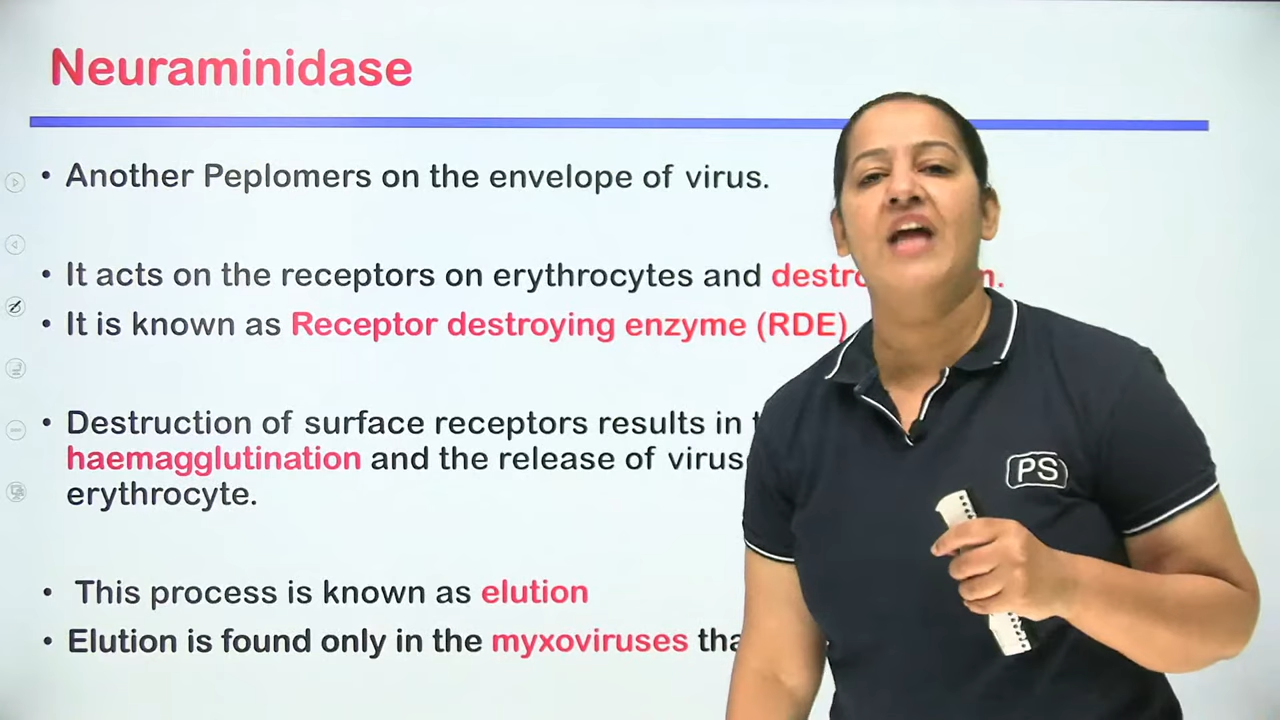 Neuraminidase
• Another Peplomers on the envelope of virus.
• It acts on the receptors on erythrocytes and
• It is known as Receptor destroying enzyme (RDE)
• Destruction of surface receptors results in
haemagglutination and the release of virus
erythrocyte.
• This process is known as elution
• Elution is found only in the myxoviruses
PS